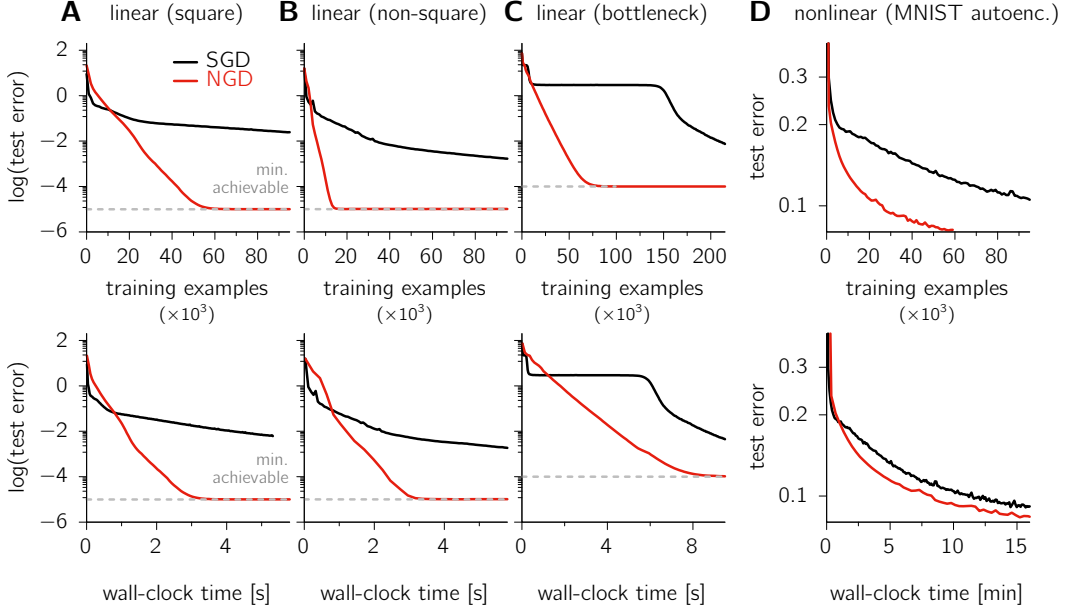 A linear (square) B linear (non-square) C linear (bottleneck) D nonlinear (MNIST autoenc.)
SGD
NGD
log(test error)
2
0
−2
−4
−6
min.
achievable
test error
0.3
0.2
0.1
0 20 40 60 80 0 20 40 60 80 0 50 100 150 200 0 20 40 60 80
training examples training examples training examples training examples
(×10³) (×10³) (×10³) (×10³)
log(test error)
2
0
−2
−4
−6
min.
achievable
test error
0.3
0.2
0.1
0 2 4 0 2 4 0 4 8 0 5 10 15
wall-clock time [s] wall-clock time [s] wall-clock time [s] wall-clock time [min]